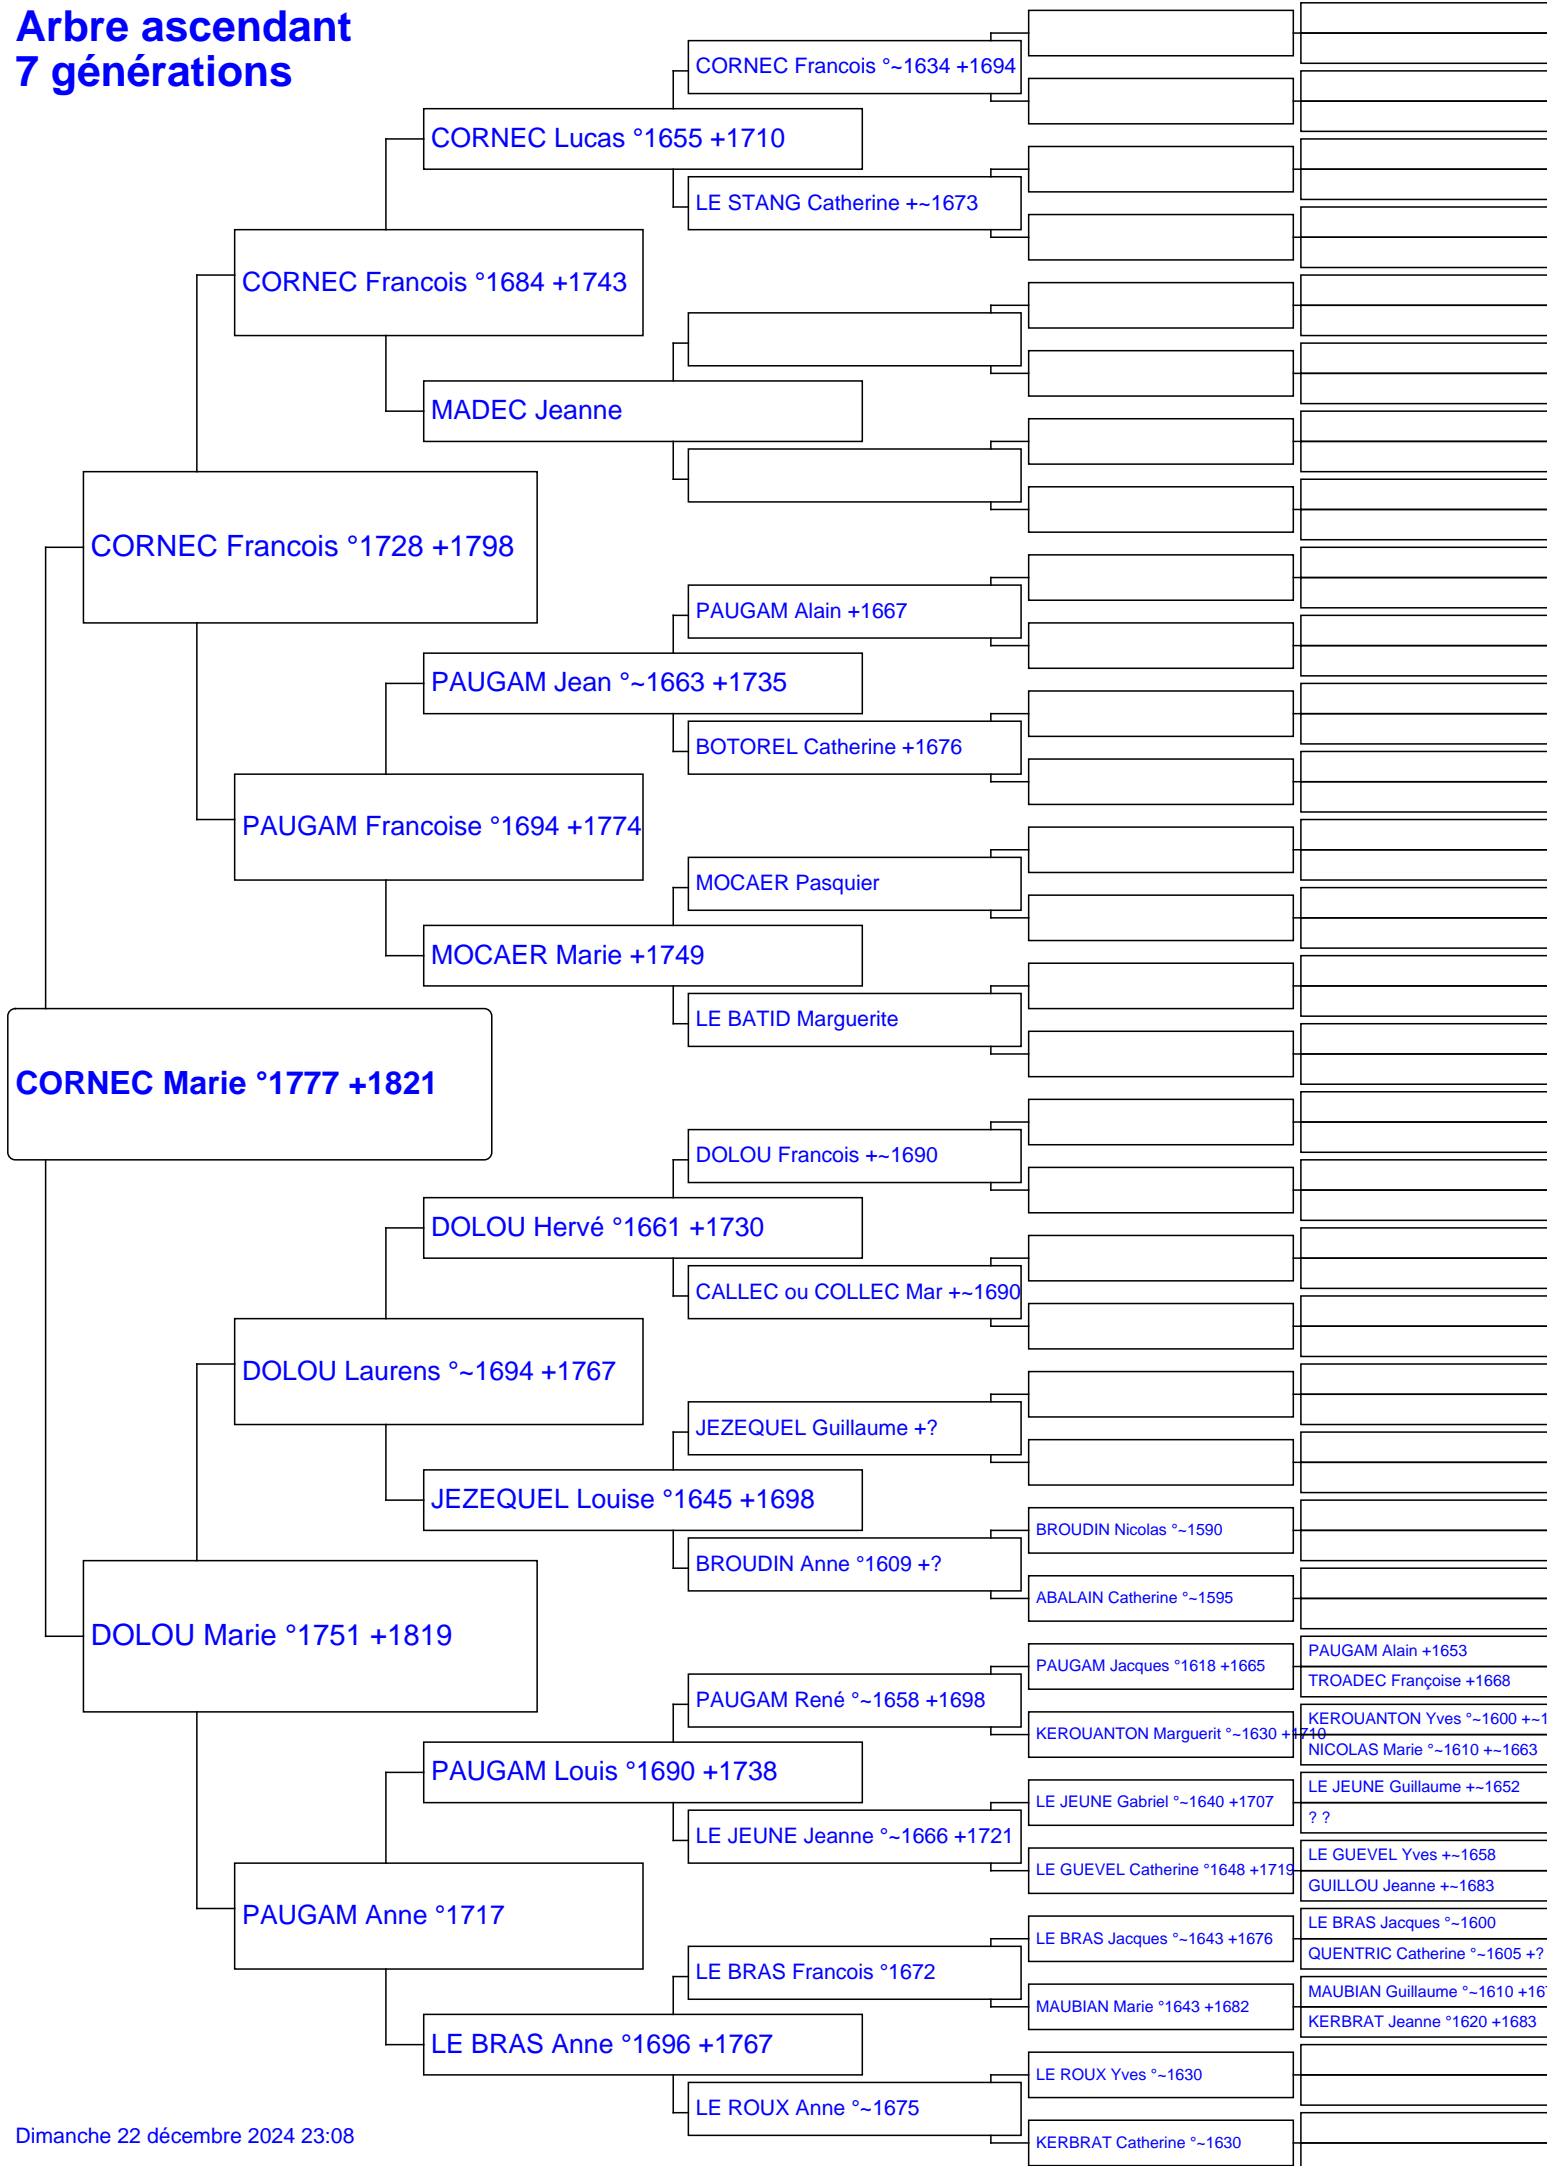 Arbre ascendant
7 générations
CORNEC Francois °~1634 +1694
CORNEC Lucas °1655 +1710
LE STANG Catherine +~1673
CORNEC Francois °1684 +1743
MADEC Jeanne
CORNEC Francois °1728 +1798
PAUGAM Alain +1667
PAUGAM Jean °~1663 +1735
BOTOREL Catherine +1676
PAUGAM Francoise °1694 +1774
MOCAER Pasquier
MOCAER Marie +1749
LE BATID Marguerite
CORNEC Marie °1777 +1821
DOLOU Francois +~1690
DOLOU Hervé °1661 +1730
CALLEC ou COLLEC Mar +~1690
DOLOU Laurens °~1694 +1767
JEZEQUEL Guillaume +?
JEZEQUEL Louise °1645 +1698
BROUDIN Nicolas °~1590
BROUDIN Anne °1609 +?
ABALAIN Catherine °~1595
DOLOU Marie °1751 +1819
PAUGAM Alain +1653
PAUGAM Jacques °1618 +1665
TROADEC Françoise +1668
PAUGAM René °~1658 +1698
KEROUANTON Yves °~1600 +~1
KEROUANTON Marguerit °~1630 +1710
NICOLAS Marie °~1610 +~1663
PAUGAM Louis °1690 +1738
LE JEUNE Guillaume +~1652
LE JEUNE Gabriel °~1640 +1707
? ?
LE JEUNE Jeanne °~1666 +1721
LE GUEVEL Yves +~1658
LE GUEVEL Catherine °1648 +1719
GUILLOU Jeanne +~1683
PAUGAM Anne °1717
LE BRAS Jacques °~1600
LE BRAS Jacques °~1643 +1676
QUENTRIC Catherine °~1605 +?
LE BRAS Francois °1672
MAUBIAN Guillaume °~1610 +16
MAUBIAN Marie °1643 +1682
KERBRAT Jeanne °1620 +1683
LE BRAS Anne °1696 +1767
LE ROUX Yves °~1630
LE ROUX Anne °~1675
KERBRAT Catherine °~1630
Dimanche 22 décembre 2024 23:08